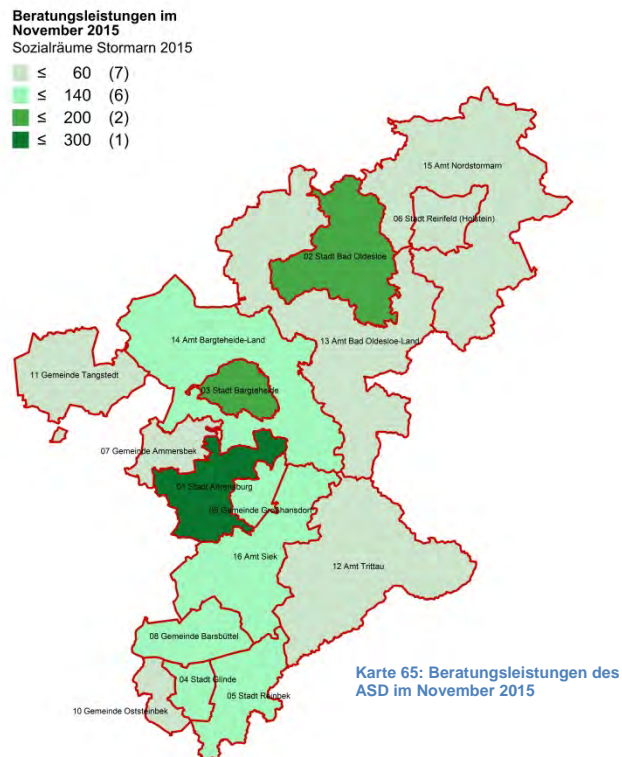 Beratungsleistungen im
November 2015
Sozialräume Stormarn 2015
≤ 60 (7)
≤ 140 (6)
≤ 200 (2)
≤ 300 (1)
15 Amt Nordstormarn
06 Stadt Reinfeld (Holstein)
02 Stadt Bad Oldesloe
14 Amt Bargteheide-Land
13 Amt Bad Oldesloe-Land
11 Gemeinde Tangstedt
03 Stadt Bargteheide
07 Gemeinde Ammersbek
01 Stadt Ahrensburg
09 Gemeinde Großhansdorf
16 Amt Siek
12 Amt Trittau
08 Gemeinde Barsbüttel
04 Stadt Glinde
05 Stadt Reinbek
10 Gemeinde Oststeinbek
Karte 65: Beratungsleistungen des
ASD im November 2015